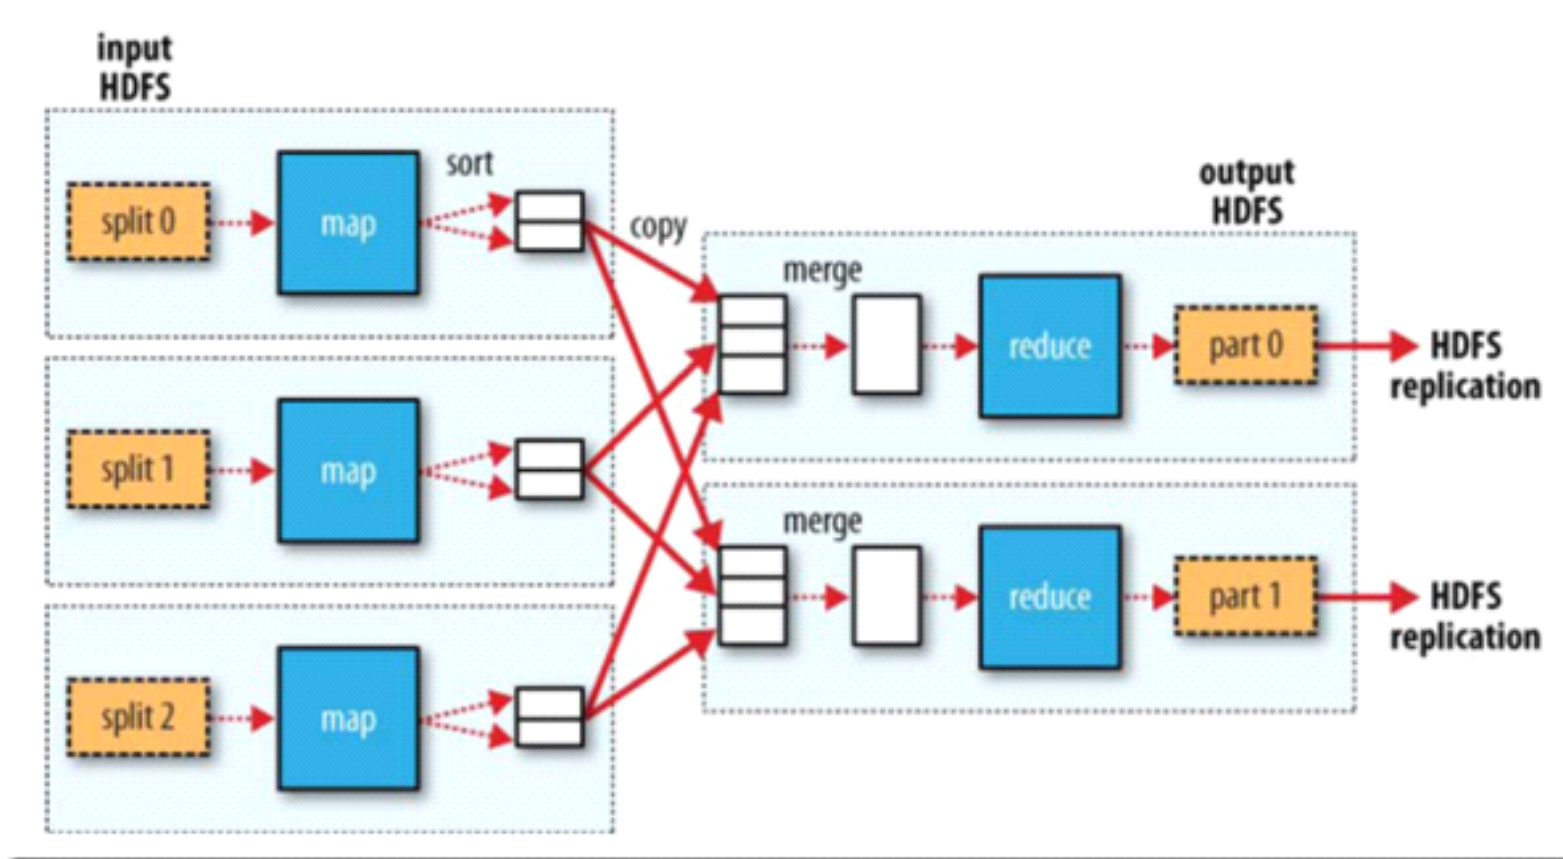 input
HDFS
sort
split 0
map
copy
output
HDFS
merge
reduce
part 0
HDFS
replication
split 1
map
merge
reduce
part 1
HDFS
replication
split 2
map